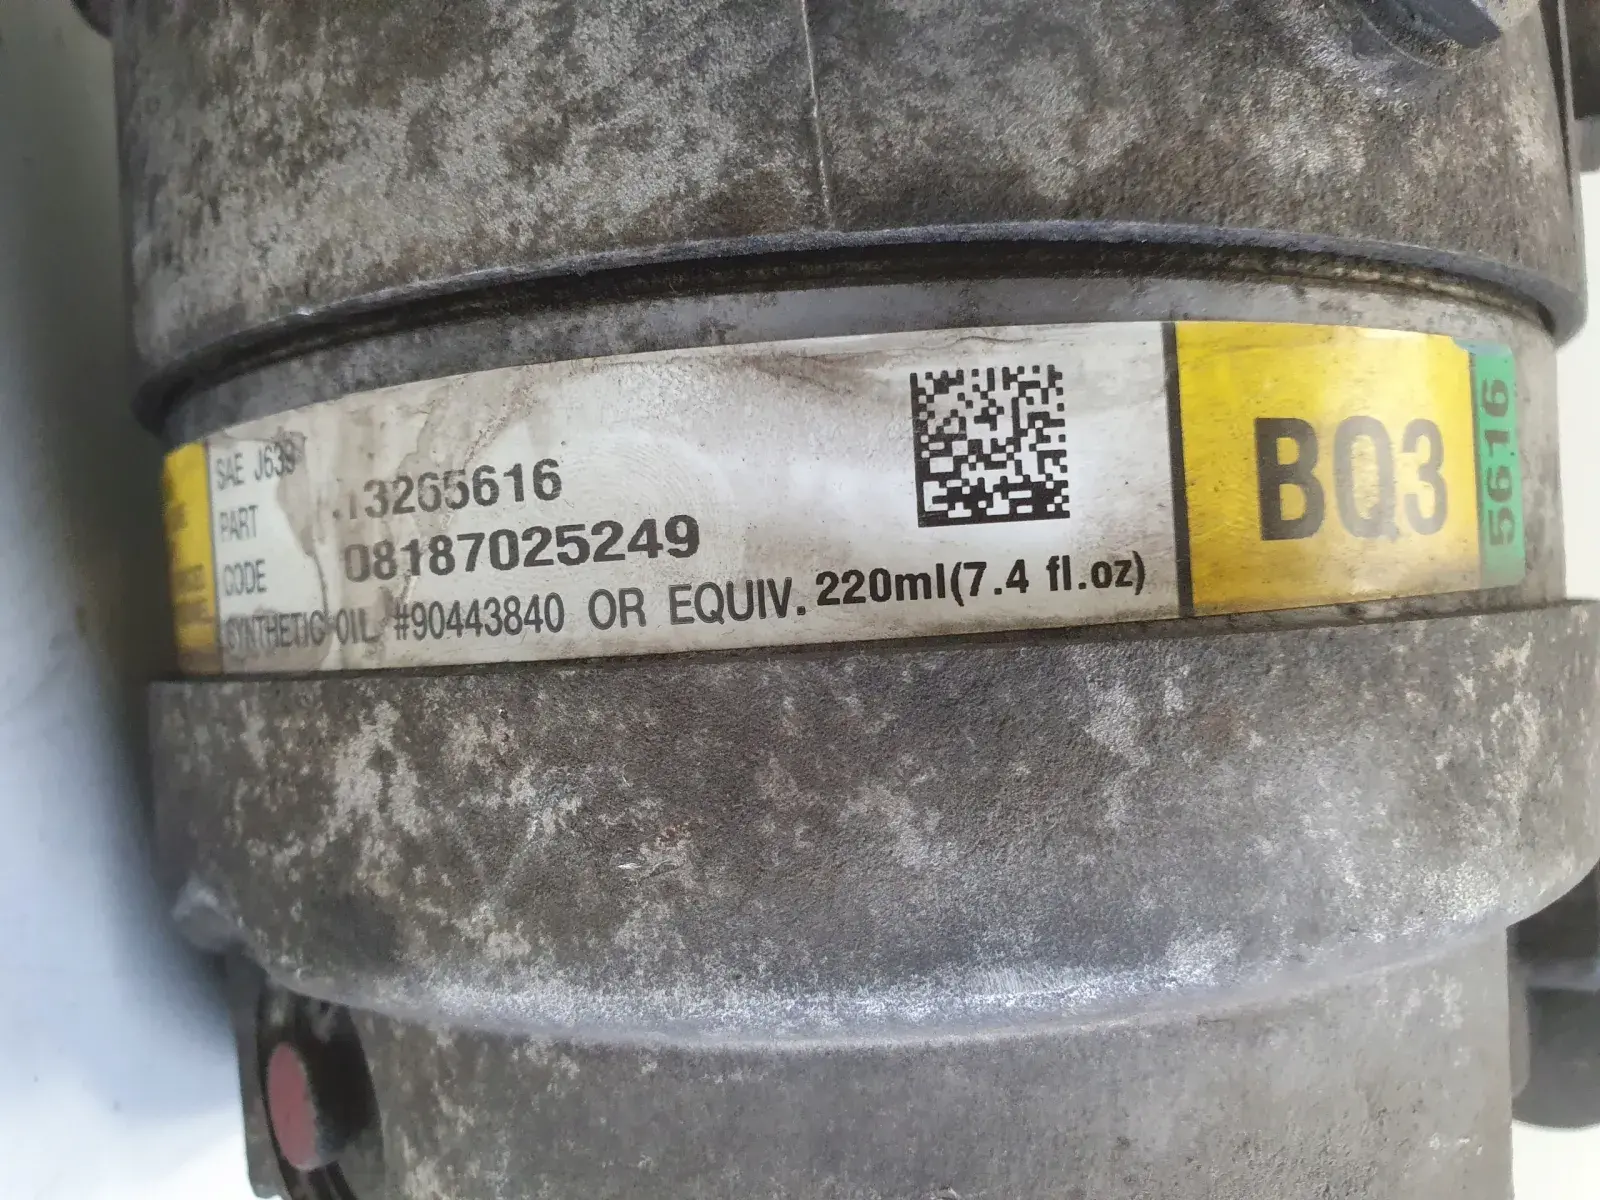 SAE J639
PART 13265616
CODE 08187025249
SYNTHETIC OIL #90443840 OR EQUIV. 220ml(7.4 fl.oz)
BQ3
5616